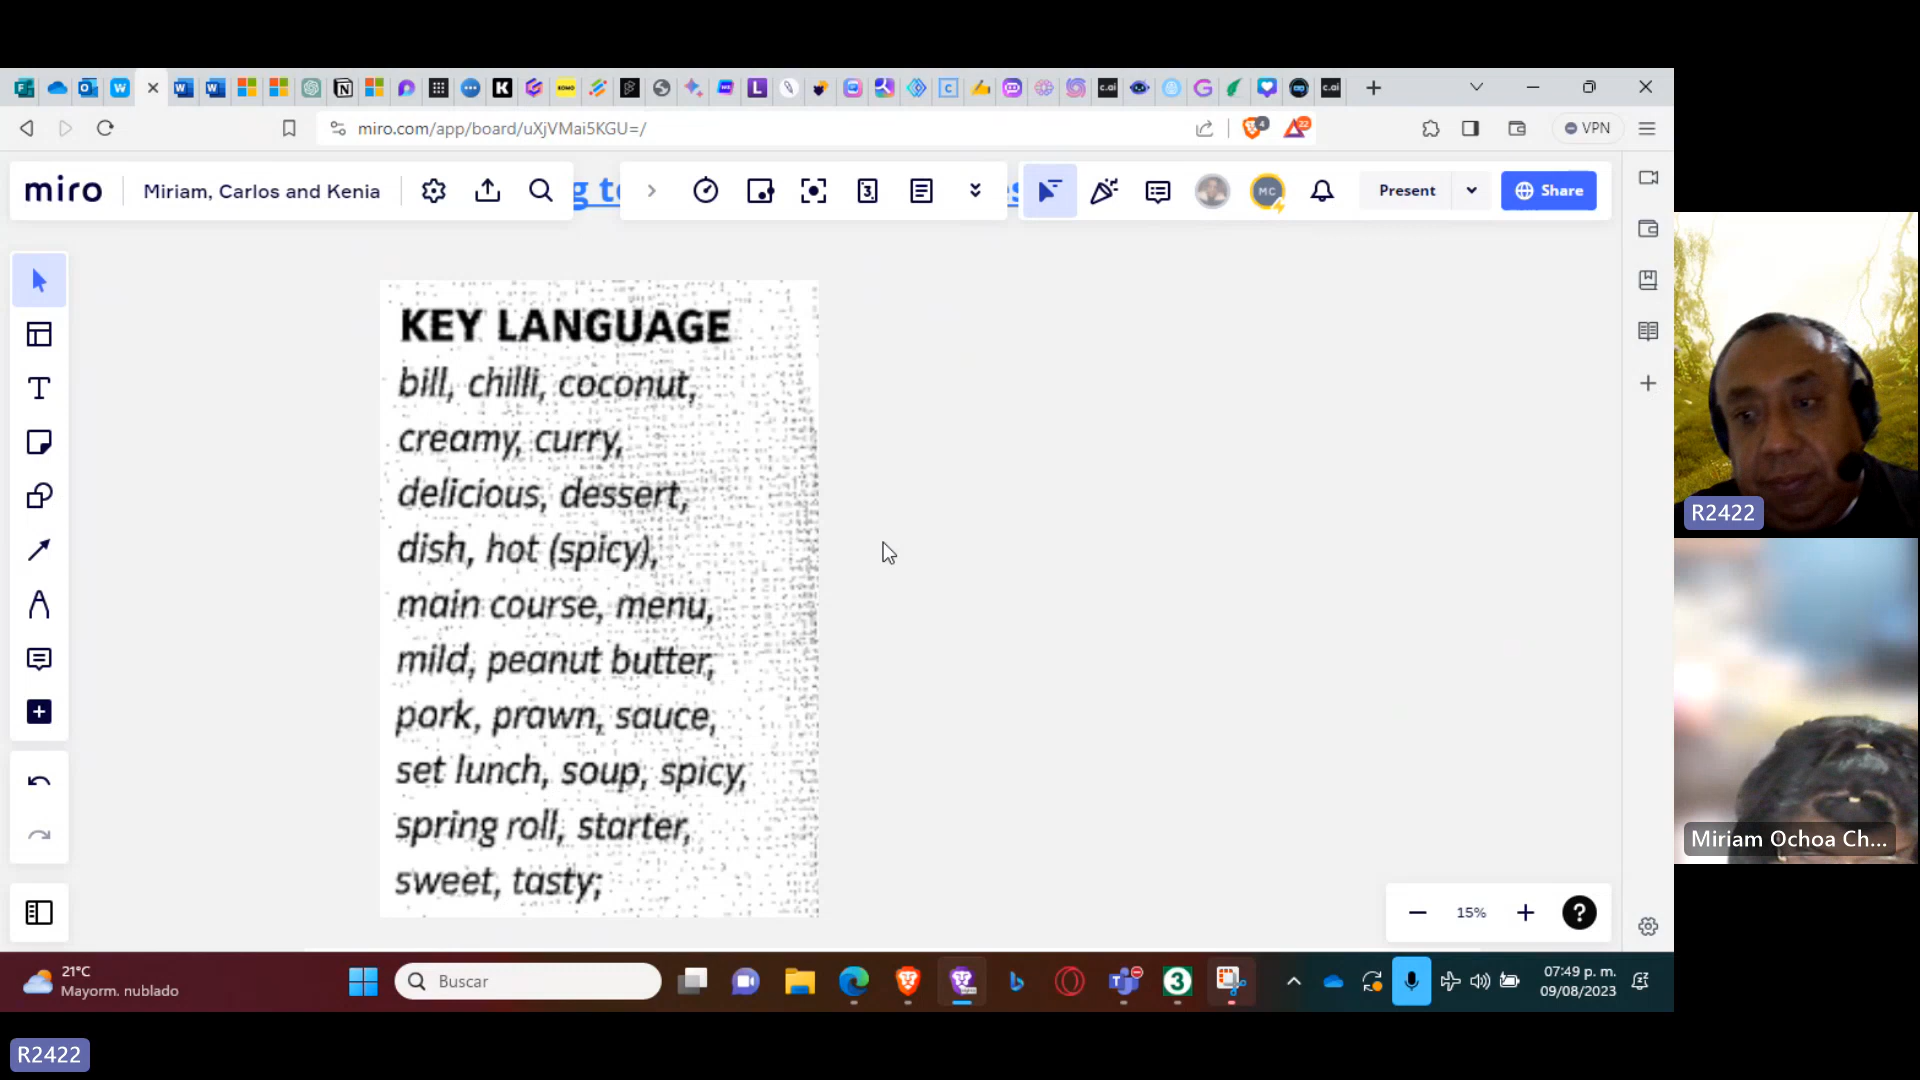 miro.com/app/board/uXjVMai5KGU=/
VPN
miro
Miriam, Carlos and Kenia
g to
3
MC
Present
Share
KEY LANGUAGE
bill, chilli, coconut,
creamy, curry,
delicious, dessert,
dish, hot (spicy),
main course, menu,
mild, peanut butter,
pork, prawn, sauce,
set lunch, soup, spicy,
spring roll, starter,
sweet, tasty;
15%
R2422
Miriam Ochoa Ch...
21°C
Mayorm. nublado
Buscar
07:49 p. m.
09/08/2023
R2422